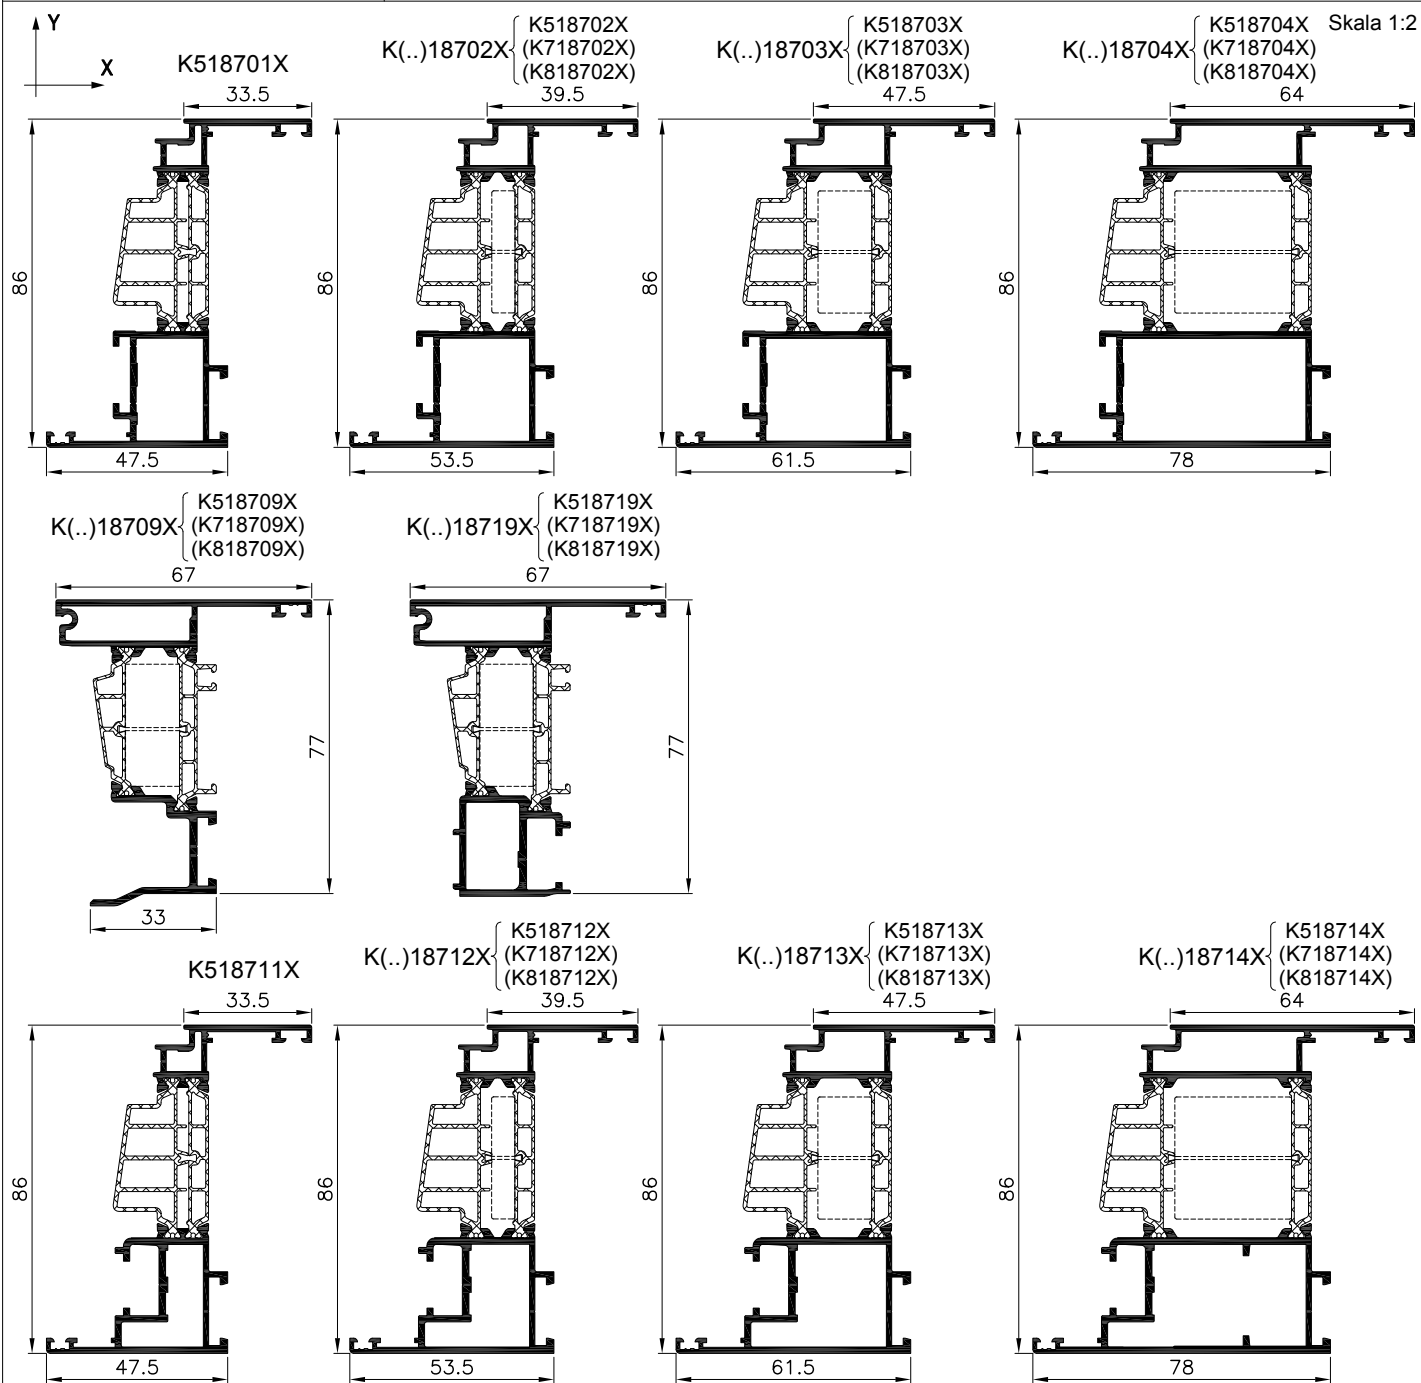 Y
X
Skala 1:2
K518701X
33.5
86
47.5
K(..)18702X
K518702X
(K718702X)
(K818702X)
39.5
86
53.5
K(..)18703X
K518703X
(K718703X)
(K818703X)
47.5
86
61.5
K(..)18704X
K518704X
(K718704X)
(K818704X)
64
86
78
K(..)18709X
K518709X
(K718709X)
(K818709X)
67
77
33
K(..)18719X
K518719X
(K718719X)
(K818719X)
67
77
K518711X
33.5
86
47.5
K(..)18712X
K518712X
(K718712X)
(K818712X)
39.5
86
53.5
K(..)18713X
K518713X
(K718713X)
(K818713X)
47.5
86
61.5
K(..)18714X
K518714X
(K718714X)
(K818714X)
64
86
78